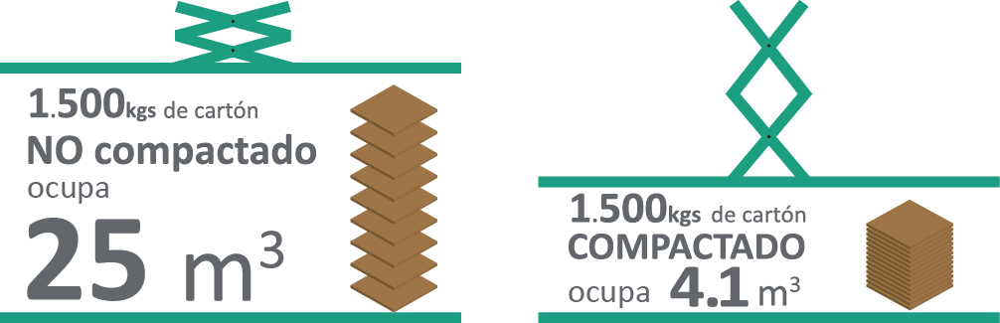 1.500kgs de cartón
NO compactado
ocupa
25 m³
1.500kgs de cartón
COMPACTADO
ocupa 4.1 m³